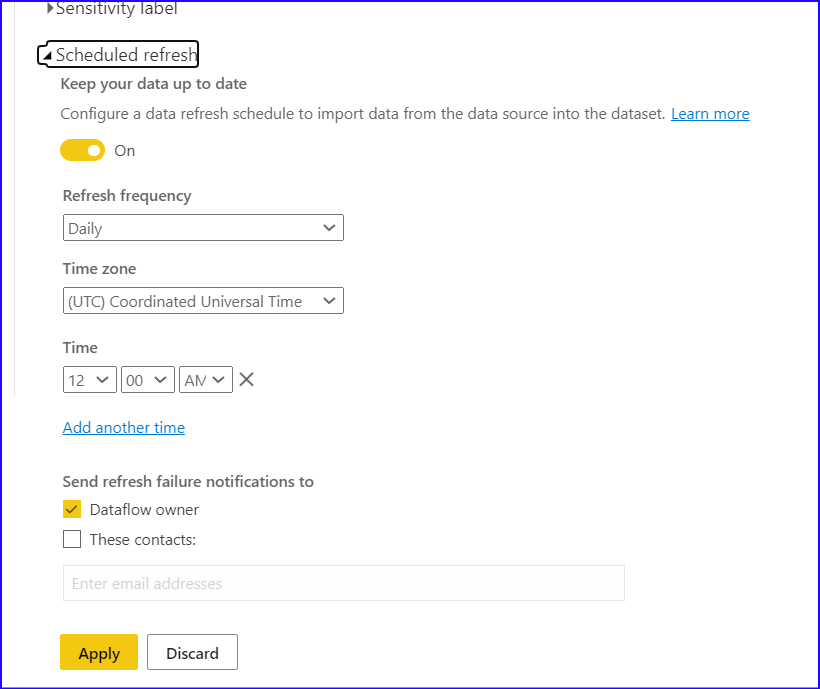 Sensitivity label
Scheduled refresh
Keep your data up to date
Configure a data refresh schedule to import data from the data source into the dataset. Learn more
On
Refresh frequency
Daily
Time zone
(UTC) Coordinated Universal Time
Time
12 00 AM
Add another time
Send refresh failure notifications to
Dataflow owner
These contacts:
Enter email addresses
Apply Discard